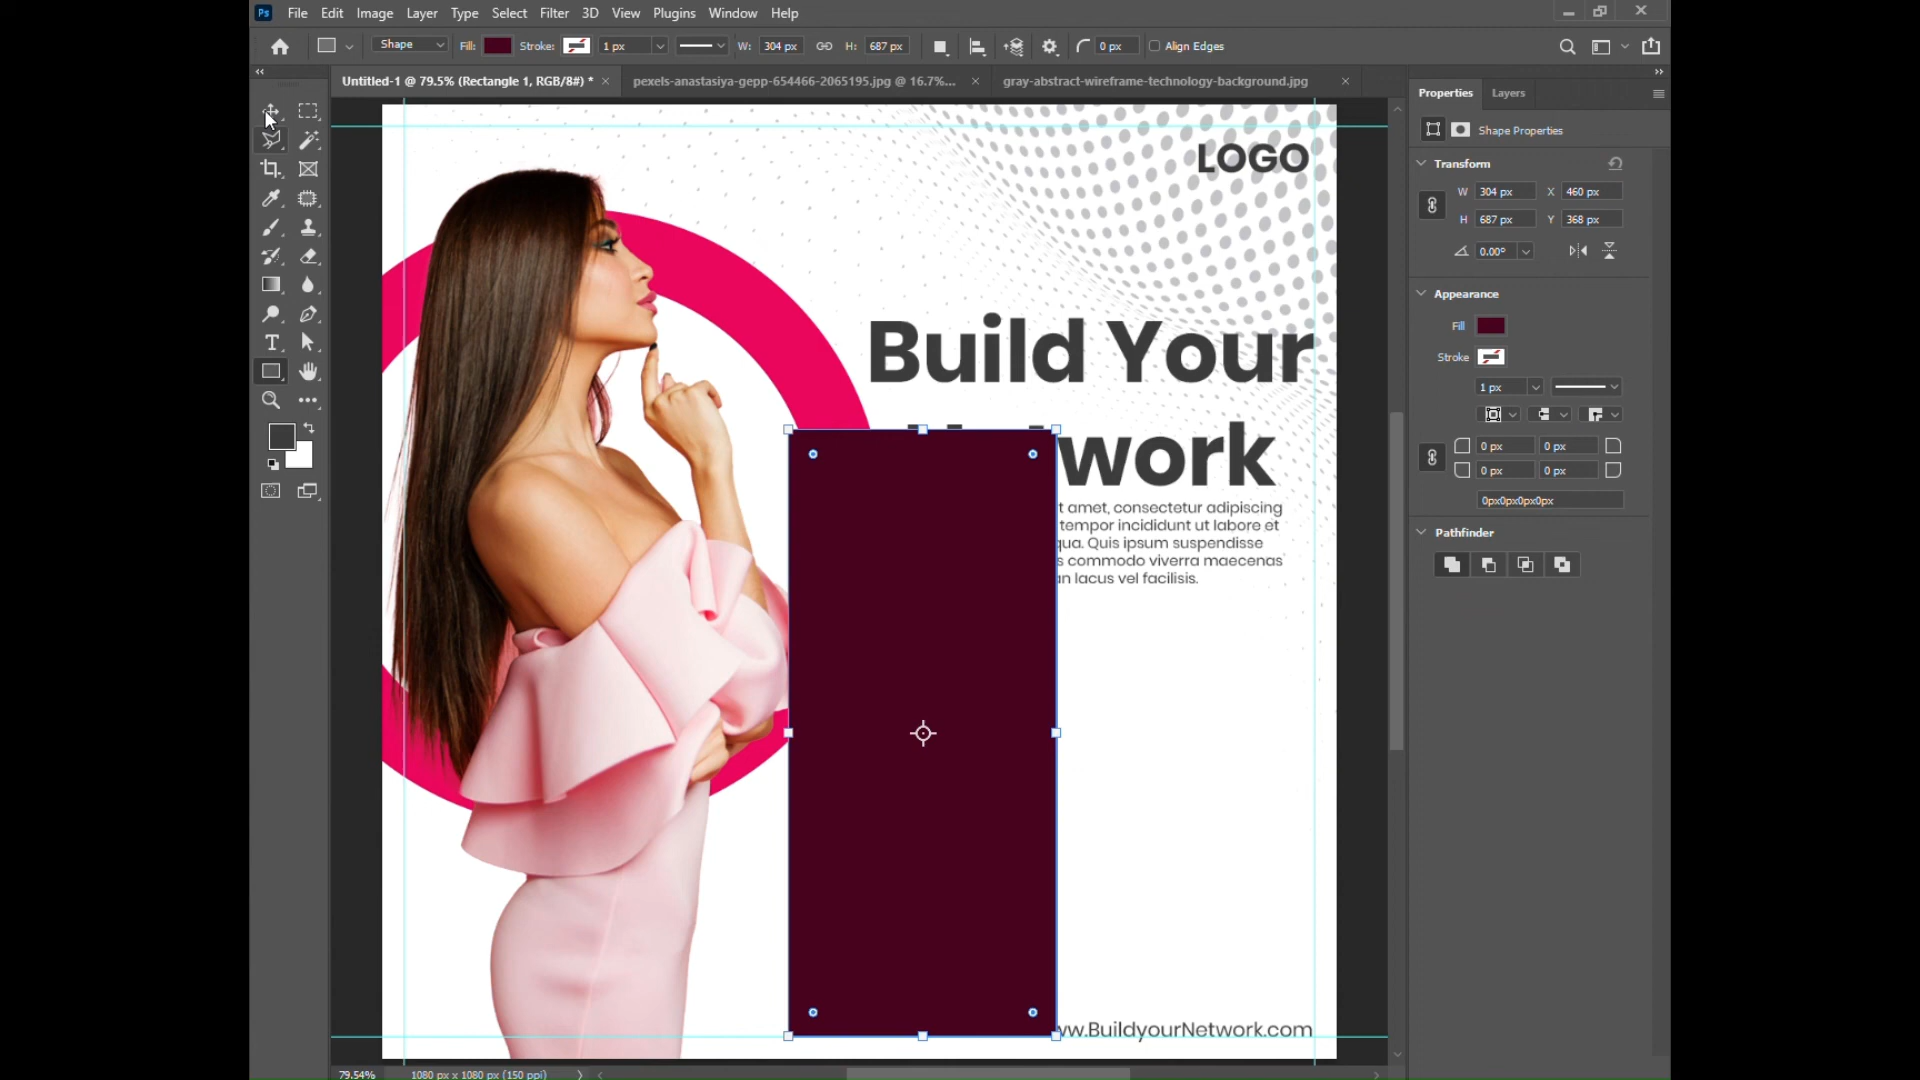 Ps File Edit Image Layer Type Select Filter 3D View Plugins Window Help
Shape Fill: Stroke: 1 px W: 304 px H: 687 px 0 px Align Edges
Untitled-1 @ 79.5% (Rectangle 1, RGB/8#) * pexels-anastasiya-gepp-654466-2065195.jpg @ 16.7%... gray-abstract-wireframe-technology-background.jpg
Properties Layers
Shape Properties
Transform
W 304 px X 460 px
H 687 px Y 368 px
0.00°
Appearance
Fill
Stroke
1 px
0 px 0 px
0 px 0 px
0px0px0px0px
Pathfinder
LOGO
Build Your
work
t amet, consectetur adipiscing
tempor incididunt ut labore et
qua. Quis ipsum suspendisse
s commodo viverra maecenas
an lacus vel facilisis.
ww.BuildyourNetwork.com
79.54% 1080 px x 1080 px (150 ppi)